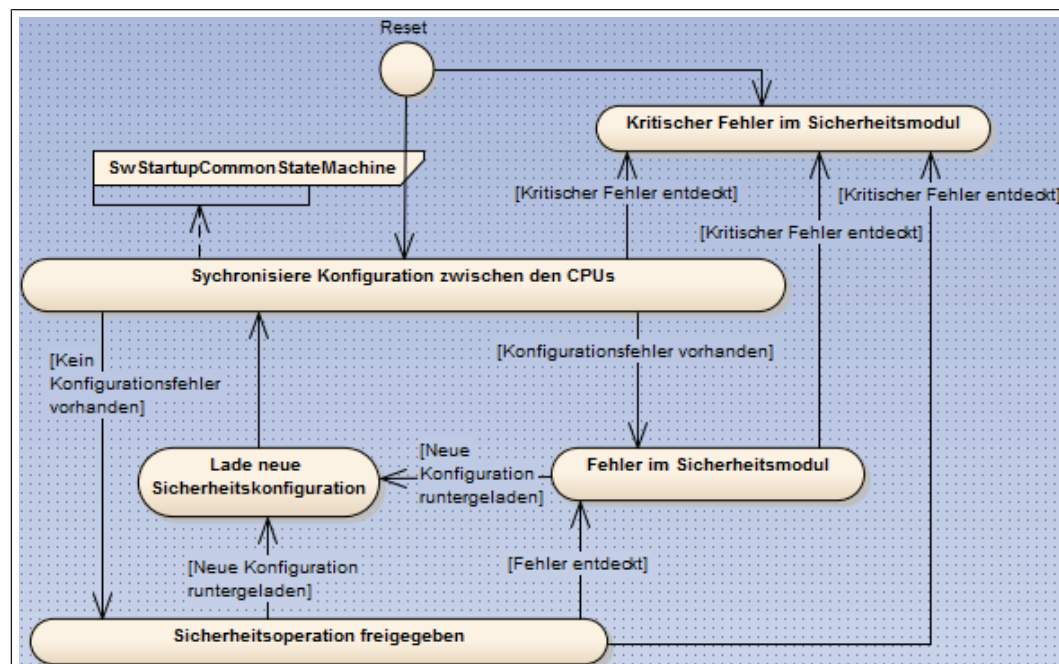 Reset
Kritischer Fehler im Sicherheitsmodul
SwStartupCommonStateMachine
[Kritischer Fehler entdeckt]
[Kritischer Fehler entdeckt]
[Kritischer Fehler entdeckt]
Sychronisiere Konfiguration zwischen den CPUs
[Kein
Konfigurationsfehler
vorhanden]
[Konfigurationsfehler vorhanden]
Lade neue
Sicherheitskonfiguration
[Neue
Konfiguration
runtergeladen]
Fehler im Sicherheitsmodul
[Neue Konfiguration
runtergeladen]
[Fehler entdeckt]
Sicherheitsoperation freigegeben